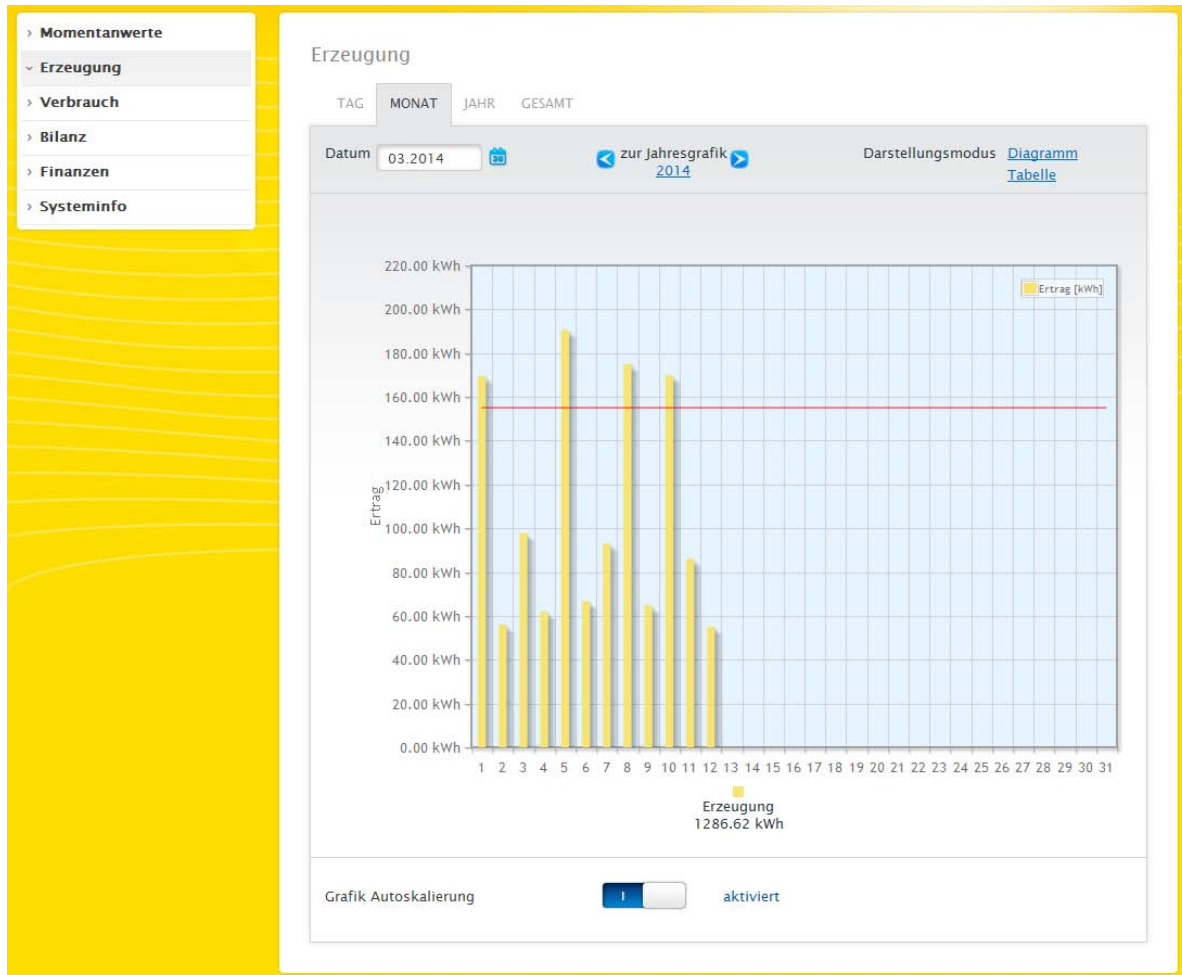 Momentanwerte
Erzeugung
Verbrauch
Bilanz
Finanzen
Systeminfo
Erzeugung
TAG MONAT JAHR GESAMT
Datum 03.2014 30 zur Jahresgrafik Darstellungsmodus Diagramm
2014 Tabelle
220.00 kWh
Ertrag [kWh]
200.00 kWh
180.00 kWh
160.00 kWh
140.00 kWh
120.00 kWh
100.00 kWh
80.00 kWh
60.00 kWh
40.00 kWh
20.00 kWh
0.00 kWh
Ertrag
1 2 3 4 5 6 7 8 9 10 11 12 13 14 15 16 17 18 19 20 21 22 23 24 25 26 27 28 29 30 31
Erzeugung
1286.62 kWh
Grafik Autoskalierung I aktiviert